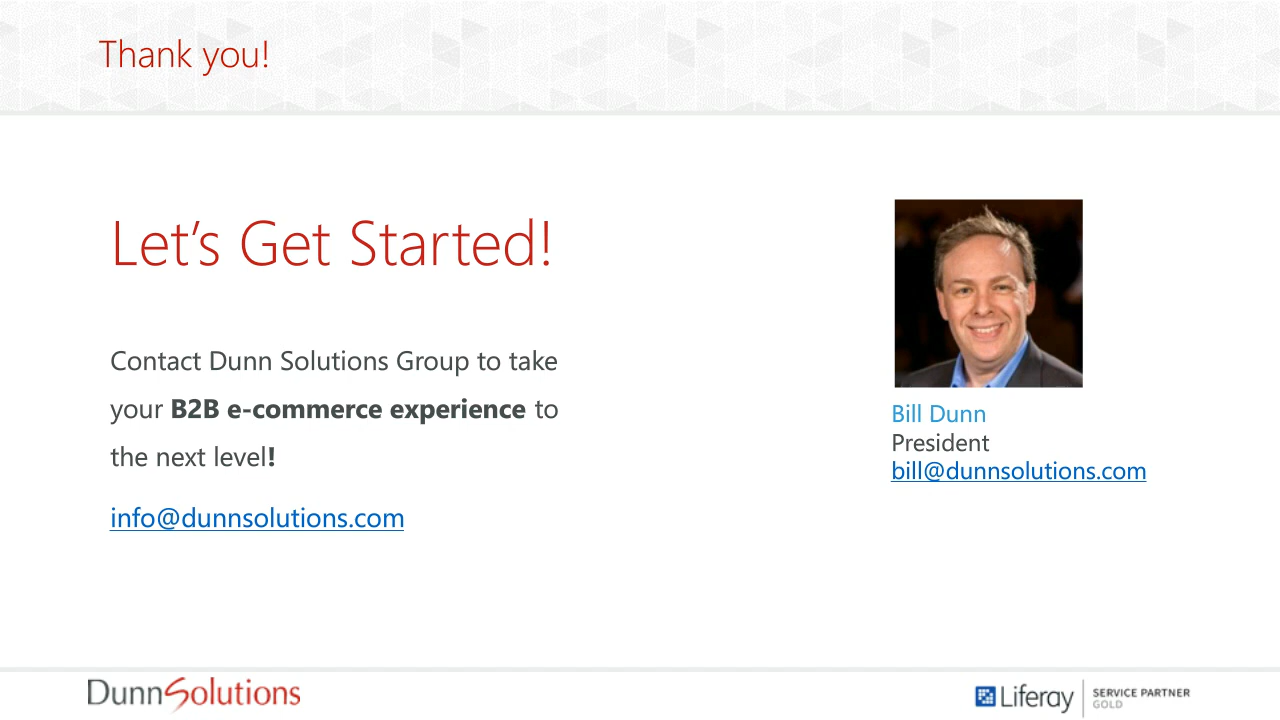 Thank you!
Let’s Get Started!
Contact Dunn Solutions Group to take
your B2B e-commerce experience to
the next level!
info@dunnsolutions.com
Bill Dunn
President
bill@dunnsolutions.com
DunnSolutions
Liferay
SERVICE PARTNER
GOLD